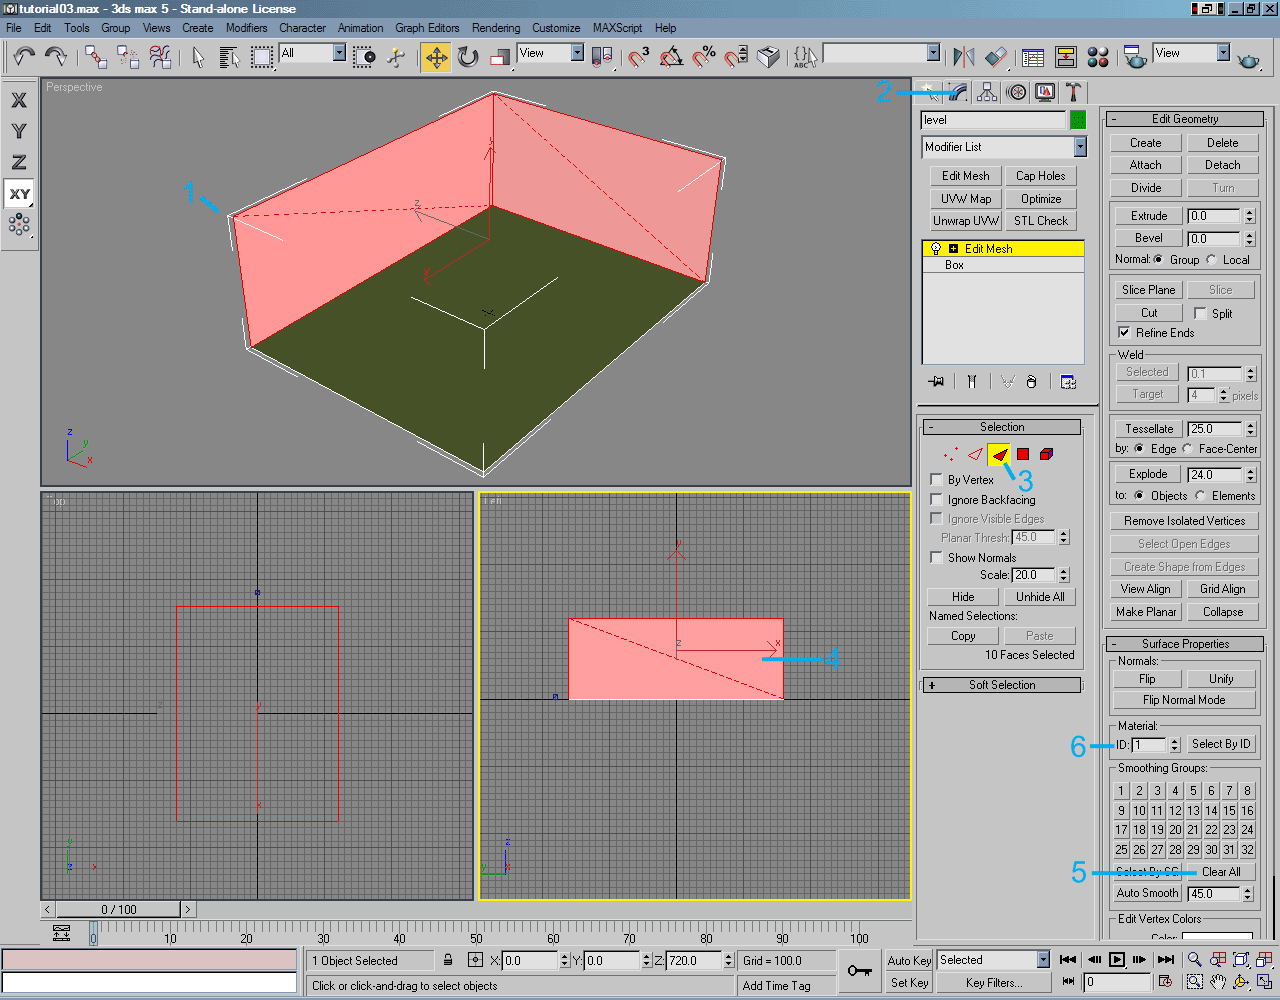 tutorial03.max - 3ds max 5 - Stand-alone License
File Edit Tools Group Views Create Modifiers Character Animation Graph Editors Rendering Customize MAXScript Help
All
View
3
%
ABC
View
X
Y
Z
XY
Perspective
1
z
y
x
z
y
x
2
level
Modifier List
Edit Mesh Cap Holes
UVW Map Optimize
Unwrap UVW STL Check
Edit Mesh
Box
- Selection
3
By Vertex
Ignore Backfacing
Ignore Visible Edges
Planar Thresh: 45.0
Show Normals
Scale: 20.0
Hide Unhide All
Named Selections:
Copy Paste
10 Faces Selected
+ Soft Selection
- Edit Geometry
Create Delete
Attach Detach
Divide Turn
Extrude 0.0
Bevel 0.0
Normal: Group Local
Slice Plane Slice
Cut Split
Refine Ends
Weld
Selected 0.1
Target 4 pixels
Tessellate 25.0
by: Edge Face-Center
Explode 24.0
to: Objects Elements
Remove Isolated Vertices
Select Open Edges
Create Shape from Edges
View Align Grid Align
Make Planar Collapse
- Surface Properties
Normals:
Flip Unify
Flip Normal Mode
Material:
6
ID: 1 Select By ID
Smoothing Groups:
1 2 3 4 5 6 7 8
9 10 11 12 13 14 15 16
17 18 19 20 21 22 23 24
25 26 27 28 29 30 31 32
5
Select By SG Clear All
Auto Smooth 45.0
Edit Vertex Colors
Color:
Top
z
y
x
y
z
x
Left
y
z
x
4
z
y
x
< 0 / 100 >
0 10 20 30 40 50 60 70 80 90 100
1 Object Selected X: 0.0 Y: 0.0 Z: 720.0 Grid = 100.0
Click or click-and-drag to select objects Add Time Tag
Auto Key Selected
Set Key Key Filters...
0